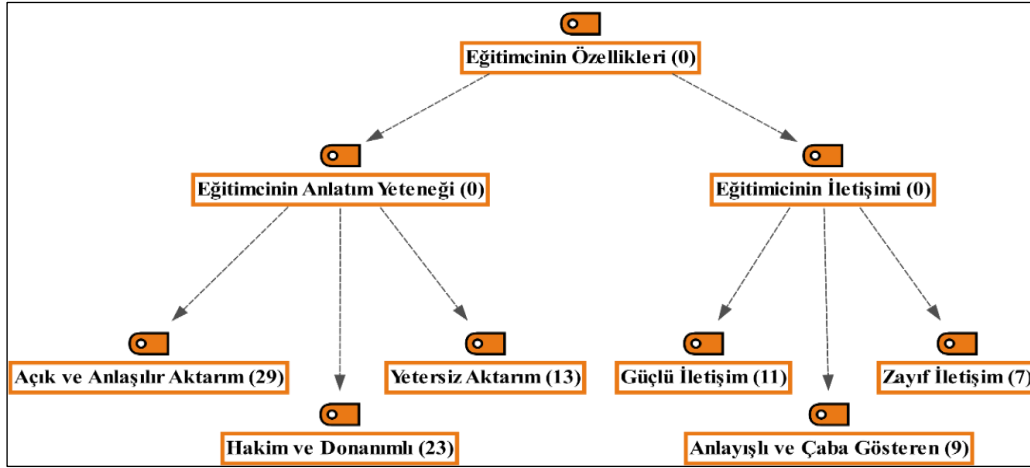 Eğitimcinin Özellikleri (0)
Eğitimcinin Anlatım Yeteneği (0)
Eğitimicinin İletişimi (0)
Açık ve Anlaşılır Aktarım (29)
Yetersiz Aktarım (13)
Güçlü İletişim (11)
Zayıf İletişim (7)
Hakim ve Donanımlı (23)
Anlayışlı ve Çaba Gösteren (9)